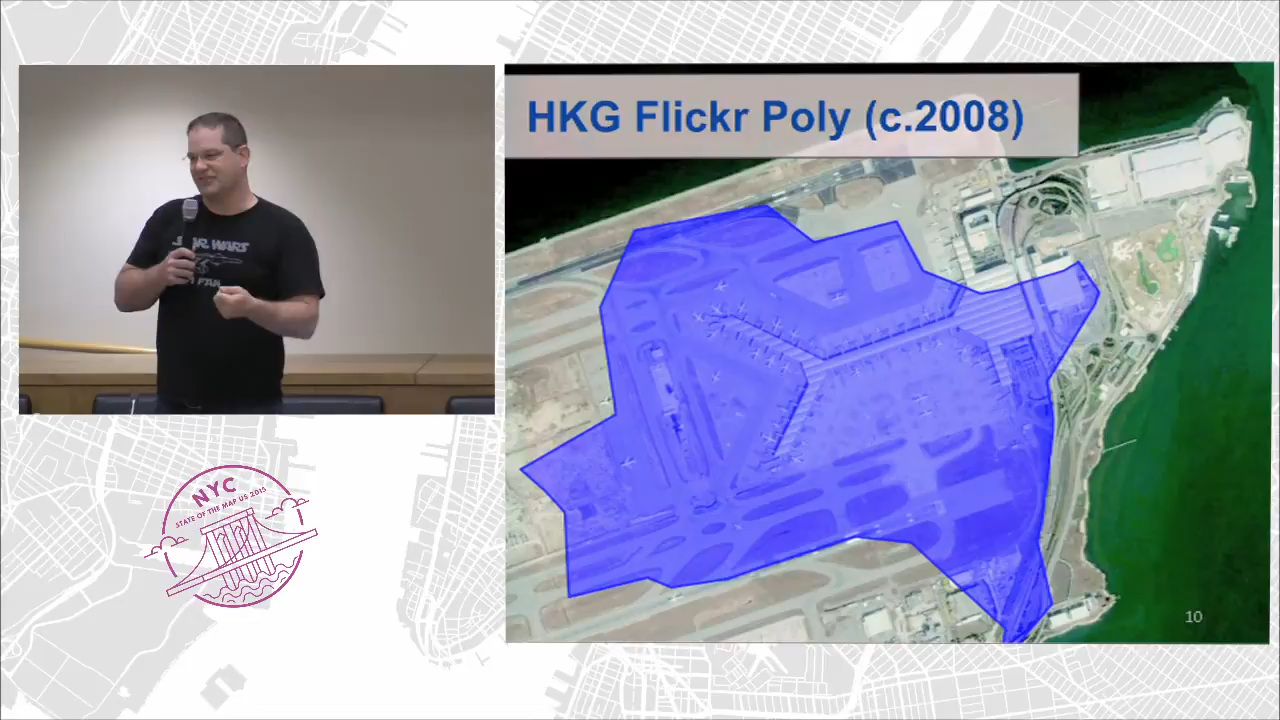 HKG Flickr Poly (c.2008)
STAR WARS
NYC
STATE OF THE MAP US 2015
10